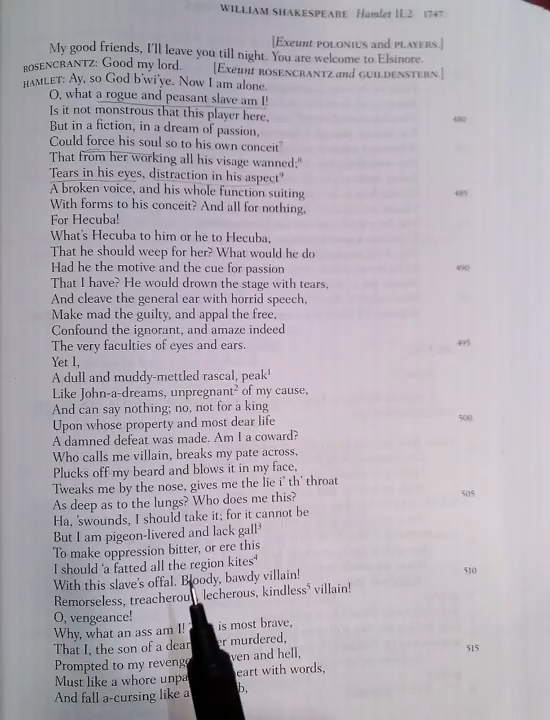 WILLIAM SHAKESPEARE Hamlet II.2 1747
[Exeunt POLONIUS and PLAYERS.]
My good friends, I'll leave you till night. You are welcome to Elsinore.
ROSENCRANTZ: Good my lord. [Exeunt ROSENCRANTZ and GUILDENSTERN.]
HAMLET: Ay, so God b'wi'ye. Now I am alone.
O, what a rogue and peasant slave am I!
Is it not monstrous that this player here, 480
But in a fiction, in a dream of passion,
Could force his soul so to his own conceit7
That from her working all his visage wanned;8
Tears in his eyes, distraction in his aspect9
A broken voice, and his whole function suiting 485
With forms to his conceit? And all for nothing,
For Hecuba!
What's Hecuba to him or he to Hecuba,
That he should weep for her? What would he do
Had he the motive and the cue for passion 490
That I have? He would drown the stage with tears,
And cleave the general ear with horrid speech,
Make mad the guilty, and appal the free,
Confound the ignorant, and amaze indeed
The very faculties of eyes and ears. 495
Yet I,
A dull and muddy-mettled rascal, peak1
Like John-a-dreams, unpregnant2 of my cause,
And can say nothing; no, not for a king
Upon whose property and most dear life 500
A damned defeat was made. Am I a coward?
Who calls me villain, breaks my pate across,
Plucks off my beard and blows it in my face,
Tweaks me by the nose, gives me the lie i' th' throat
As deep as to the lungs? Who does me this? 505
Ha, 'swounds, I should take it; for it cannot be
But I am pigeon-livered and lack gall3
To make oppression bitter, or ere this
I should 'a fatted all the region kites4
With this slave's offal. Bloody, bawdy villain! 510
Remorseless, treacherou lecherous, kindless5 villain!
O, vengeance!
Why, what an ass am I! is most brave,
That I, the son of a dear er murdered, 515
Prompted to my reveng ven and hell,
Must like a whore unpa eart with words,
And fall a-cursing like a b,